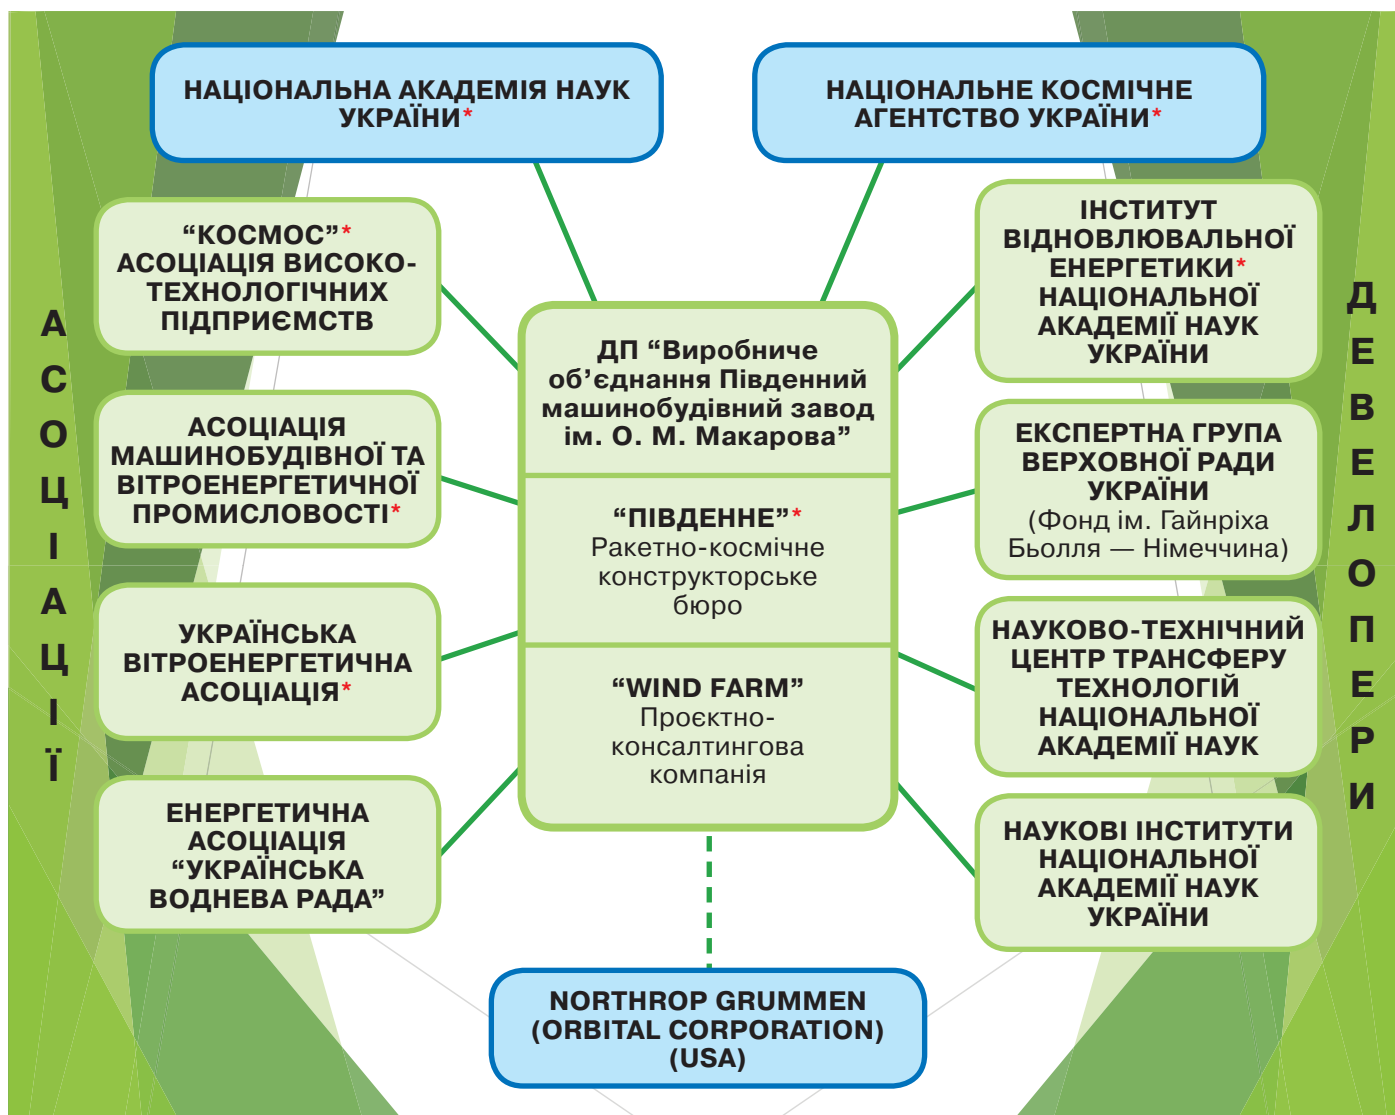 НАЦІОНАЛЬНА АКАДЕМІЯ НАУК
УКРАЇНИ*
НАЦІОНАЛЬНЕ КОСМІЧНЕ
АГЕНТСТВО УКРАЇНИ*
АСОЦІАЦІЇ
“КОСМОС”*
АСОЦІАЦІЯ ВИСОКО-
ТЕХНОЛОГІЧНИХ
ПІДПРИЄМСТВ
АСОЦІАЦІЯ
МАШИНОБУДІВНОЇ ТА
ВІТРОЕНЕРГЕТИЧНОЇ
ПРОМИСЛОВОСТІ*
УКРАЇНСЬКА
ВІТРОЕНЕРГЕТИЧНА
АСОЦІАЦІЯ*
ЕНЕРГЕТИЧНА
АСОЦІАЦІЯ
“УКРАЇНСЬКА
ВОДНЕВА РАДА”
ДП “Виробниче
об’єднання Південний
машинобудівний завод
ім. О. М. Макарова”
“ПІВДЕННЕ”*
Ракетно-космічне
конструкторське
бюро
“WIND FARM”
Проєктно-
консалтингова
компанія
ІНСТИТУТ
ВІДНОВЛЮВАЛЬНОЇ
ЕНЕРГЕТИКИ*
НАЦІОНАЛЬНОЇ
АКАДЕМІЇ НАУК
УКРАЇНИ
ЕКСПЕРТНА ГРУПА
ВЕРХОВНОЇ РАДИ
УКРАЇНИ
(Фонд ім. Гайнріха
Бьолля — Німеччина)
НАУКОВО-ТЕХНІЧНИЙ
ЦЕНТР ТРАНСФЕРУ
ТЕХНОЛОГІЙ
НАЦІОНАЛЬНОЇ
АКАДЕМІЇ НАУК
НАУКОВІ ІНСТИТУТИ
НАЦІОНАЛЬНОЇ
АКАДЕМІЇ НАУК
УКРАЇНИ
ДЕВЕЛОПЕРИ
NORTHROP GRUMMEN
(ORBITAL CORPORATION)
(USA)